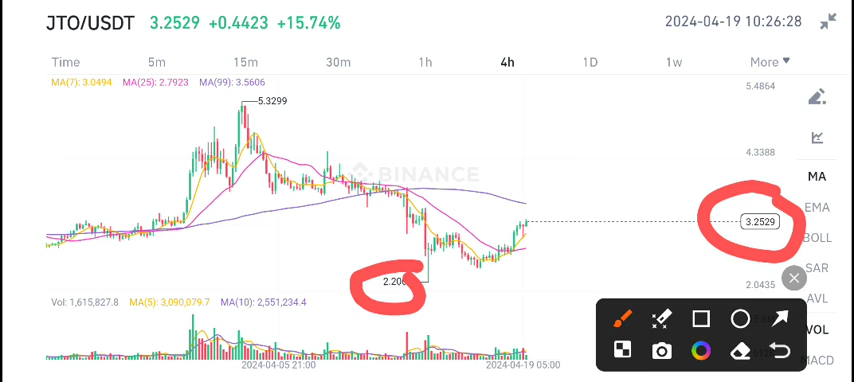 JTO/USDT 3.2529 +0.4423 +15.74% 2024-04-19 10:26:28
Time 5m 15m 30m 1h 4h 1D 1w More
MA(7): 3.0494 MA(25): 2.7923 MA(99): 3.5606
5.4864
5.3299
4.3388
BINANCE
MA
EMA
3.2529
BOLL
SAR
2.20
2.0435
AVL
Vol: 1,615,827.8 MA(5): 3,090,079.7 MA(10): 2,551,234.4
VOL
MACD
2024-04-05 21:00 2024-04-19 05:00